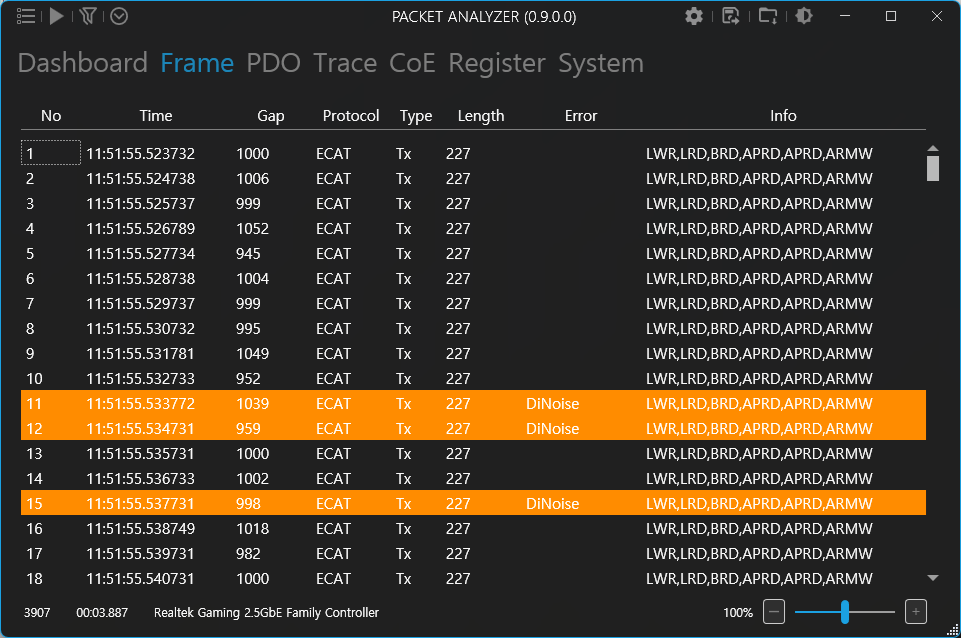 PACKET ANALYZER (0.9.0.0)
Dashboard Frame PDO Trace CoE Register System
No Time Gap Protocol Type Length Error Info
1 11:51:55.523732 1000 ECAT Tx 227 LWR,LRD,BRD,APRD,APRD,ARMW
2 11:51:55.524738 1006 ECAT Tx 227 LWR,LRD,BRD,APRD,APRD,ARMW
3 11:51:55.525737 999 ECAT Tx 227 LWR,LRD,BRD,APRD,APRD,ARMW
4 11:51:55.526789 1052 ECAT Tx 227 LWR,LRD,BRD,APRD,APRD,ARMW
5 11:51:55.527734 945 ECAT Tx 227 LWR,LRD,BRD,APRD,APRD,ARMW
6 11:51:55.528738 1004 ECAT Tx 227 LWR,LRD,BRD,APRD,APRD,ARMW
7 11:51:55.529737 999 ECAT Tx 227 LWR,LRD,BRD,APRD,APRD,ARMW
8 11:51:55.530732 995 ECAT Tx 227 LWR,LRD,BRD,APRD,APRD,ARMW
9 11:51:55.531781 1049 ECAT Tx 227 LWR,LRD,BRD,APRD,APRD,ARMW
10 11:51:55.532733 952 ECAT Tx 227 LWR,LRD,BRD,APRD,APRD,ARMW
11 11:51:55.533772 1039 ECAT Tx 227 DiNoise LWR,LRD,BRD,APRD,APRD,ARMW
12 11:51:55.534731 959 ECAT Tx 227 DiNoise LWR,LRD,BRD,APRD,APRD,ARMW
13 11:51:55.535731 1000 ECAT Tx 227 LWR,LRD,BRD,APRD,APRD,ARMW
14 11:51:55.536733 1002 ECAT Tx 227 LWR,LRD,BRD,APRD,APRD,ARMW
15 11:51:55.537731 998 ECAT Tx 227 DiNoise LWR,LRD,BRD,APRD,APRD,ARMW
16 11:51:55.538749 1018 ECAT Tx 227 LWR,LRD,BRD,APRD,APRD,ARMW
17 11:51:55.539731 982 ECAT Tx 227 LWR,LRD,BRD,APRD,APRD,ARMW
18 11:51:55.540731 1000 ECAT Tx 227 LWR,LRD,BRD,APRD,APRD,ARMW
3907 00:03.887 Realtek Gaming 2.5GbE Family Controller 100%